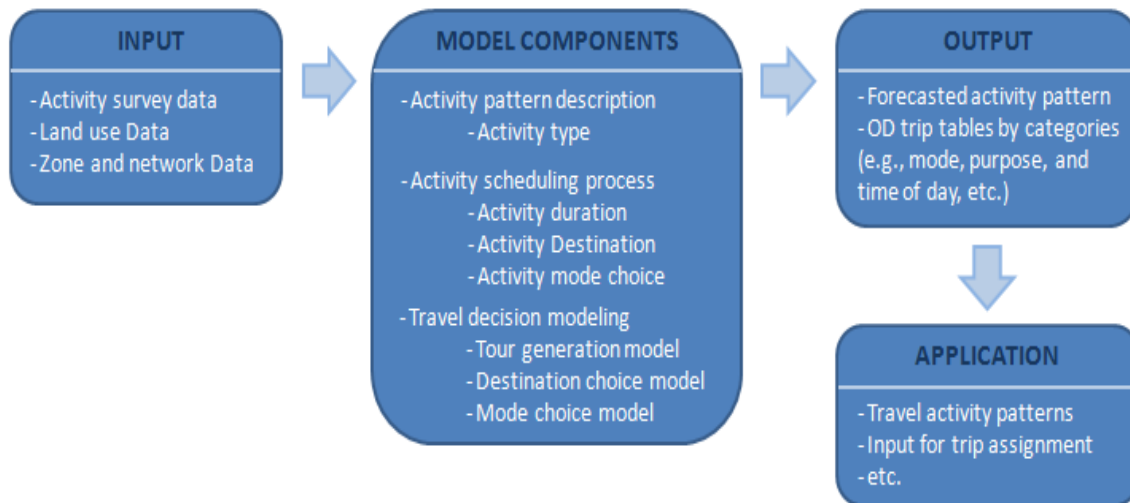 INPUT
-Activity survey data
-Land use Data
-Zone and network Data
MODEL COMPONENTS
-Activity pattern description
-Activity type
-Activity scheduling process
-Activity duration
-Activity Destination
-Activity mode choice
-Travel decision modeling
-Tour generation model
-Destination choice model
-Mode choice model
OUTPUT
-Forecasted activity pattern
-OD trip tables by categories
(e.g., mode, purpose, and
time of day, etc.)
APPLICATION
-Travel activity patterns
-Input for trip assignment
-etc.